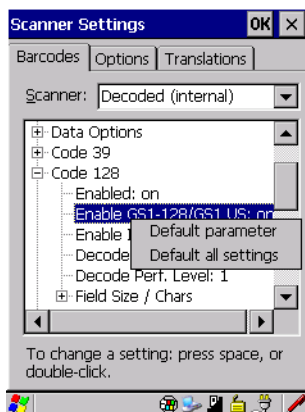 Scanner Settings OK ×
Barcodes Options Translations
Scanner: Decoded (internal)
Data Options
Code 39
Code 128
Enabled: on
Enable GS1-128/GS1 US: on
Default parameter
Enable
Default all settings
Decode
Decode Perf. Level: 1
Field Size / Chars
To change a setting: press space, or
double-click.